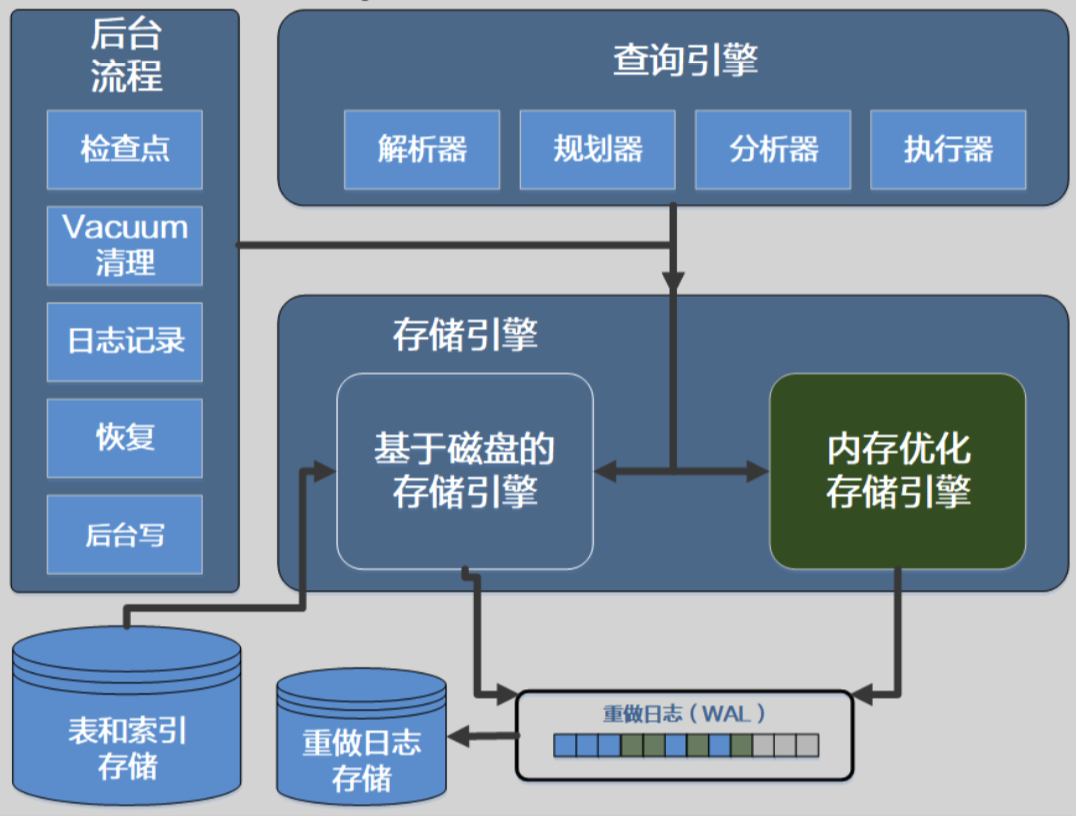 后台
流程
检查点
Vacuum
清理
日志记录
恢复
后台写
查询引擎
解析器
规划器
分析器
执行器
存储引擎
基于磁盘的
存储引擎
内存优化
存储引擎
表和索引
存储
重做日志
存储
重做日志（WAL）